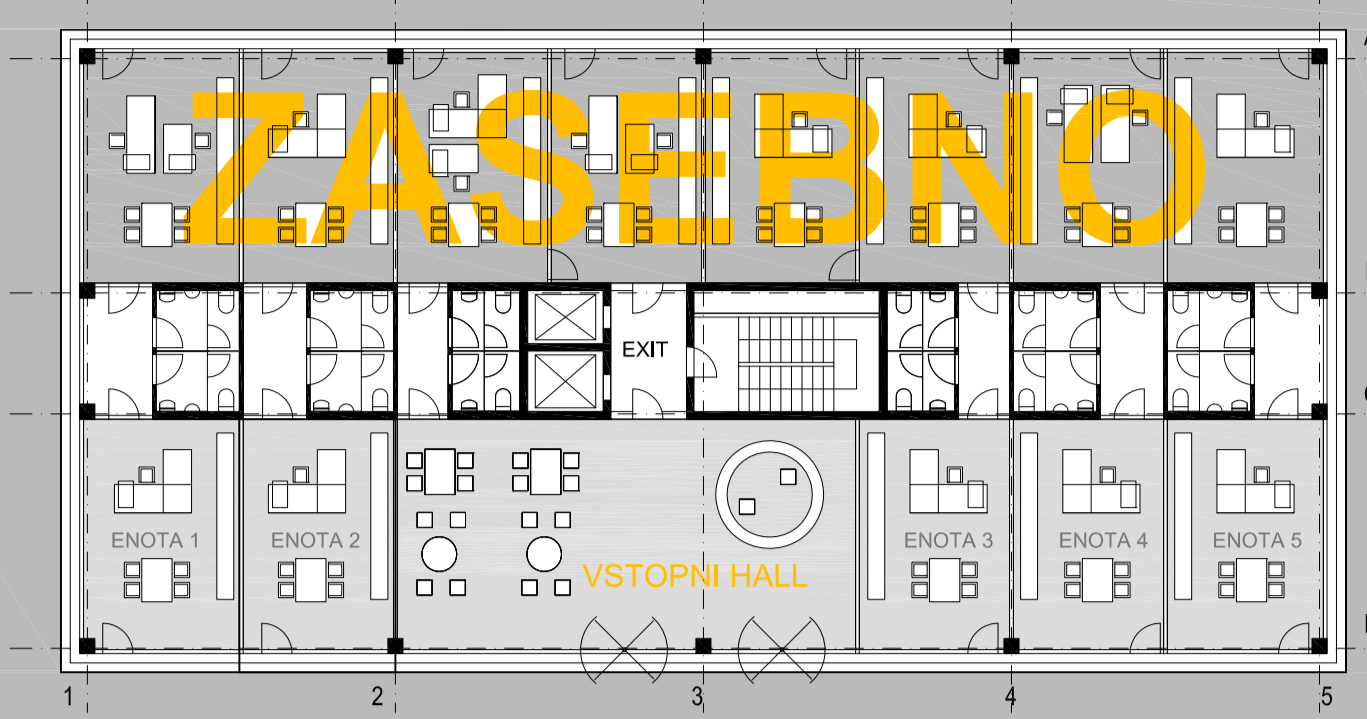 ZASEBNO
EXIT
ENOTA 1
ENOTA 2
ENOTA 3
ENOTA 4
ENOTA 5
VSTOPNI HALL
1
2
3
4
5